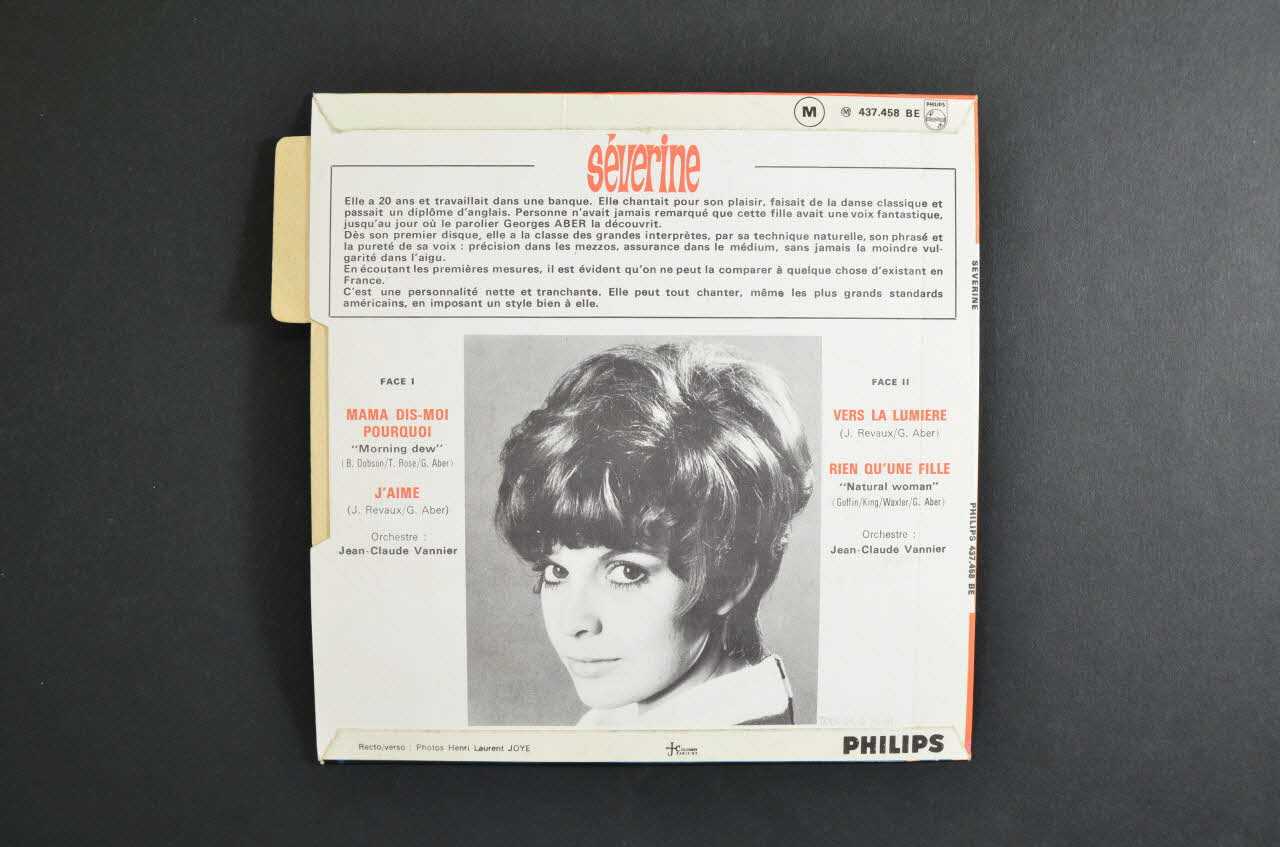 M Ⓜ 437.458 BE PHILIPS
séverine
Elle a 20 ans et travaillait dans une banque. Elle chantait pour son plaisir, faisait de la danse classique et
passait un diplôme d'anglais. Personne n'avait jamais remarqué que cette fille avait une voix fantastique,
jusqu'au jour où le parolier Georges ABER la découvrit.
Dès son premier disque, elle a la classe des grandes interprètes, par sa technique naturelle, son phrasé et
la pureté de sa voix : précision dans les mezzos, assurance dans le médium, sans jamais la moindre vul-
garité dans l'aigu.
En écoutant les premières mesures, il est évident qu'on ne peut la comparer à quelque chose d'existant en
France.
C'est une personnalité nette et tranchante. Elle peut tout chanter, même les plus grands standards
américains, en imposant un style bien à elle.
FACE I
MAMA DIS-MOI
POURQUOI
"Morning dew"
(B. Dobson/T. Rose/G. Aber)
J'AIME
(J. Revaux/G. Aber)
Orchestre :
Jean-Claude Vannier
FACE II
VERS LA LUMIERE
(J. Revaux/G. Aber)
RIEN QU'UNE FILLE
"Natural woman"
(Goffin/King/Waxler/G. Aber)
Orchestre :
Jean-Claude Vannier
SEVERINE
PHILIPS 437.458 BE
Recto/verso : Photos Henri Laurent JOYE
PHILIPS